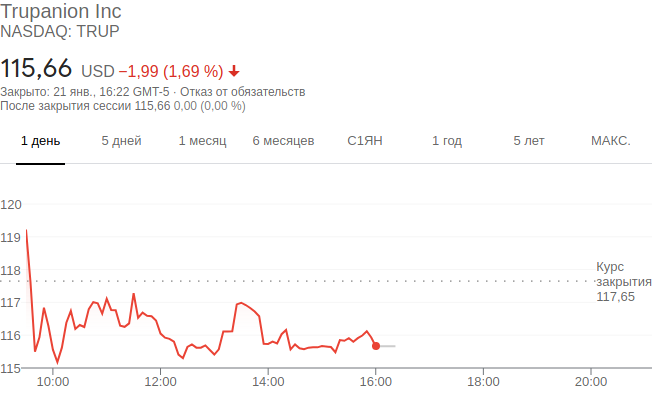 Trupanion Inc
NASDAQ: TRUP
115,66 USD −1,99 (1,69 %)
Закрыто: 21 янв., 16:22 GMT-5 · Отказ от обязательств
После закрытия сессии 115,66 0,00 (0,00 %)
1 день 5 дней 1 месяц 6 месяцев С1ЯН 1 год 5 лет МАКС.
120
119
118
117
116
115
Курс
закрытия
117,65
10:00 12:00 14:00 16:00 18:00 20:00